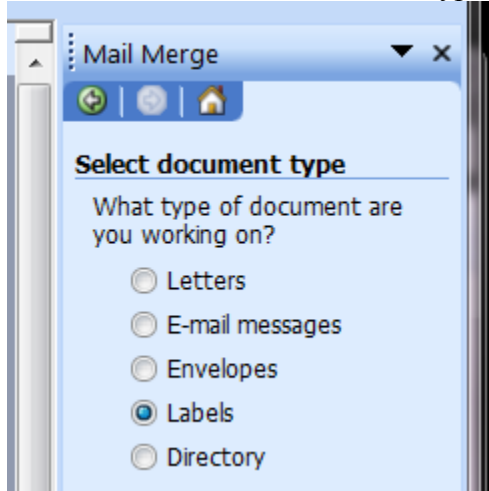 Mail Merge
Select document type
What type of document are
you working on?
Letters
E-mail messages
Envelopes
Labels
Directory